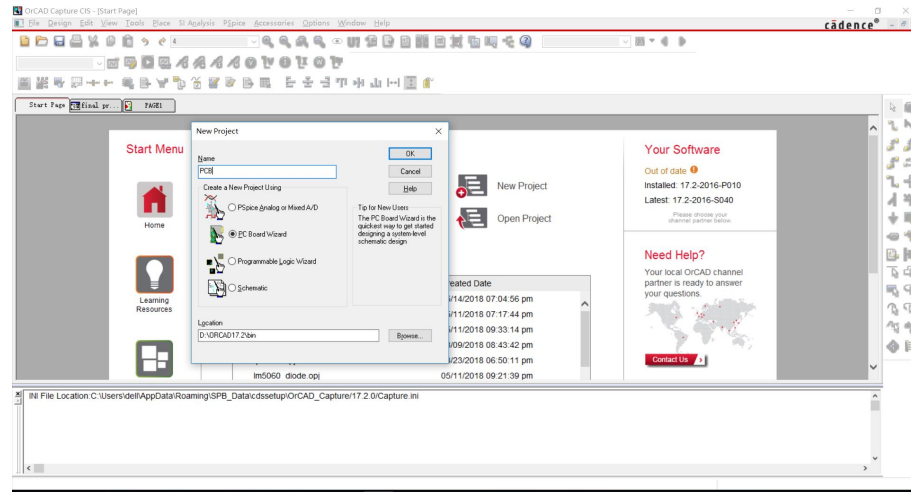 OrCAD Capture CIS - [Start Page]
File Design Edit View Tools Place SI Analysis PSpice Accessories Options Window Help
cādence®
Start Page
final pr...
PAGE1
New Project
Name
PCB
OK
Cancel
Help
Create a New Project Using
PSpice Analog or Mixed A/D
PC Board Wizard
Programmable Logic Wizard
Schematic
Tip for New Users
The PC Board Wizard is the
quickest way to get started
designing a system-level
schematic design
Location
D:\ORCAD17.2\bin
Browse...
Start Menu
Home
Learning
Resources
New Project
Open Project
eated Date
/14/2018 07:04:56 pm
/11/2018 07:17:44 pm
/11/2018 09:33:14 pm
/09/2018 08:43:42 pm
/23/2018 06:50:11 pm
lm5060 diode.opj
05/11/2018 09:21:39 pm
Your Software
Out of date
Installed: 17.2-2016-P010
Latest: 17.2-2016-S040
Please choose your
channel partner below.
Need Help?
Your local OrCAD channel
partner is ready to answer
your questions.
Contact Us
INI File Location:C:\Users\dell\AppData\Roaming\SPB_Data\cdssetup\OrCAD_Capture/17.2.0/Capture.ini